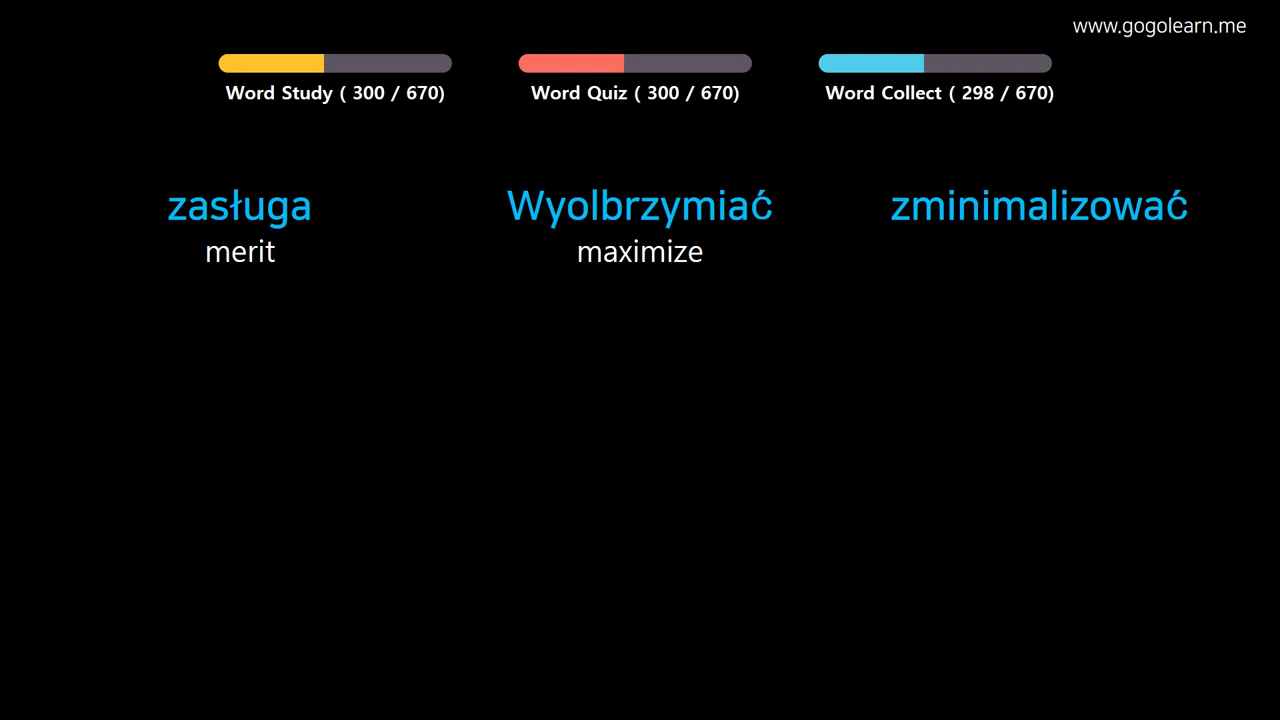 www.gogolearn.me
Word Study ( 300 / 670)
Word Quiz ( 300 / 670)
Word Collect ( 298 / 670)
zasługa
merit
Wyolbrzymiać
maximize
zminimalizować